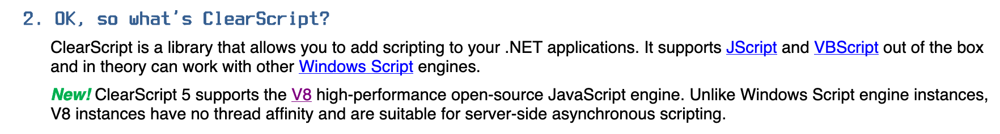 2. OK, so what's ClearScript?
ClearScript is a library that allows you to add scripting to your .NET applications. It supports JScript and VBScript out of the box
and in theory can work with other Windows Script engines.
New! ClearScript 5 supports the V8 high-performance open-source JavaScript engine. Unlike Windows Script engine instances,
V8 instances have no thread affinity and are suitable for server-side asynchronous scripting.